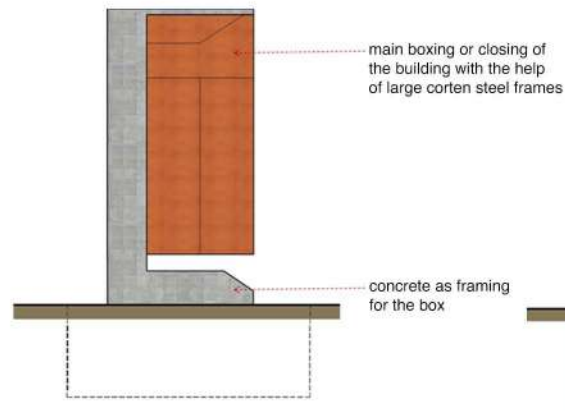 main boxing or closing of
the building with the help
of large corten steel frames
concrete as framing
for the box